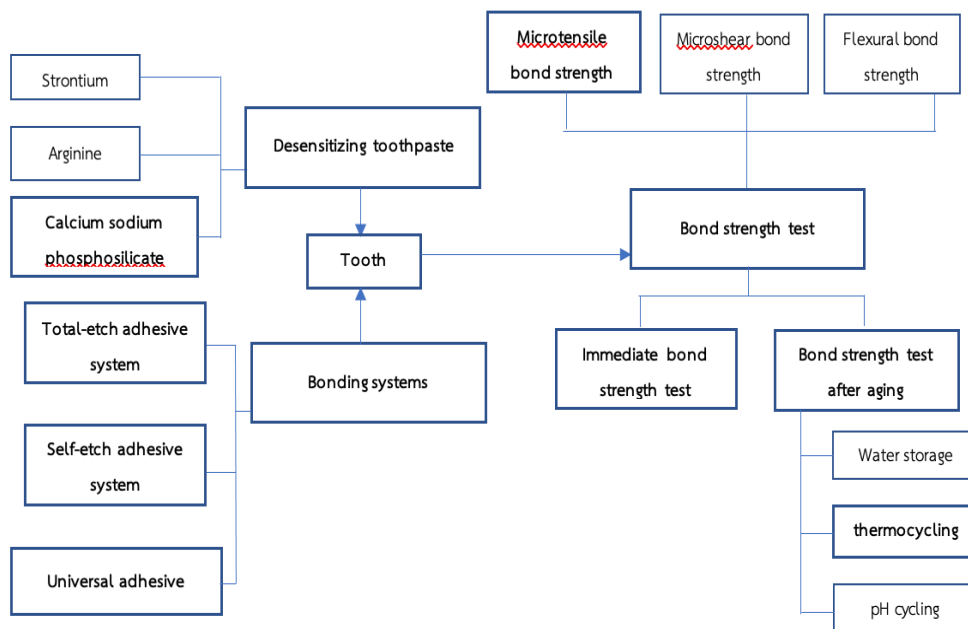 Microtensile
bond strength
Microshear bond
strength
Flexural bond
strength
Strontium
Arginine
Calcium sodium
phosphosilicate
Desensitizing toothpaste
Tooth
Bond strength test
Total-etch adhesive
system
Self-etch adhesive
system
Universal adhesive
Bonding systems
Immediate bond
strength test
Bond strength test
after aging
Water storage
thermocycling
pH cycling